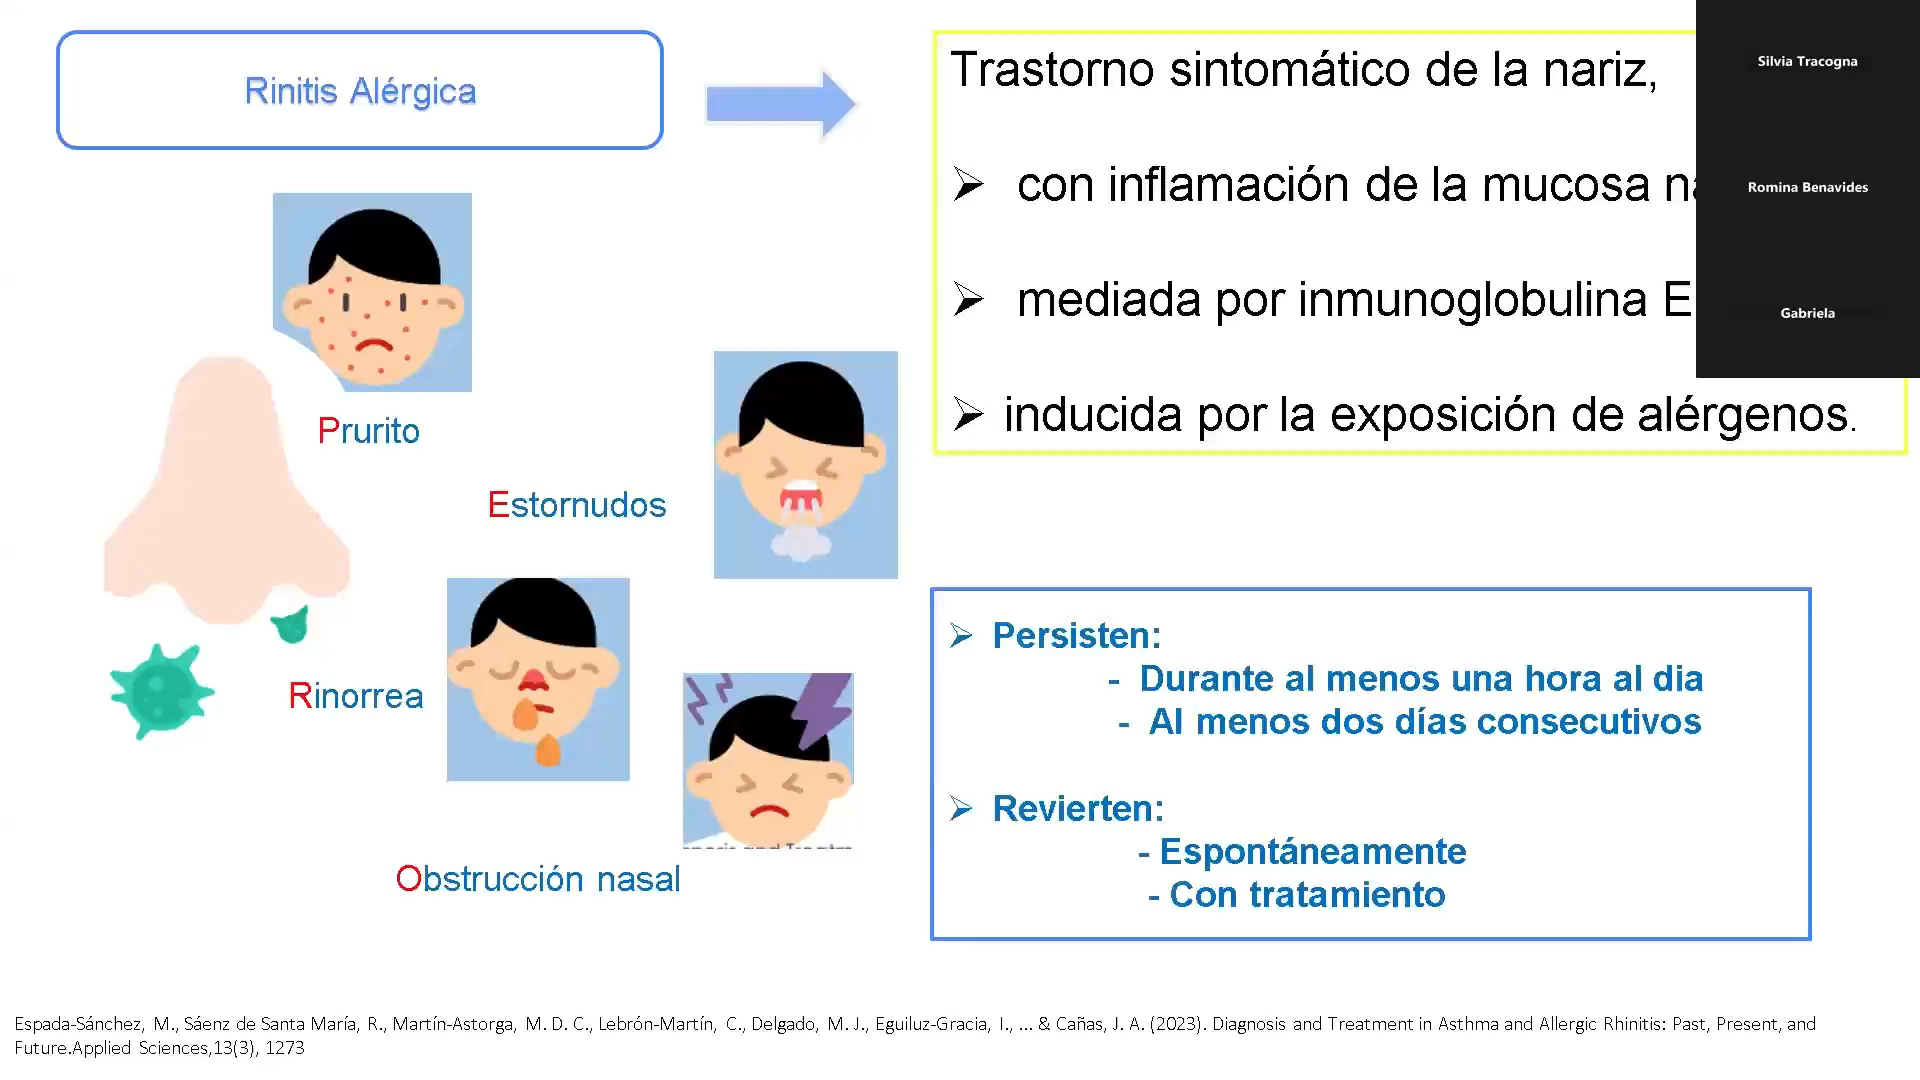 Rinitis Alérgica
Trastorno sintomático de la nariz,
➢ con inflamación de la mucosa
➢ mediada por inmunoglobulina E
➢ inducida por la exposición de alérgenos.
Silvia Tracogna
Romina Benavides
Gabriela
Prurito
Estornudos
Rinorrea
Obstrucción nasal
➢ Persisten:
- Durante al menos una hora al dia
- Al menos dos días consecutivos
➢ Revierten:
- Espontáneamente
- Con tratamiento
Espada-Sánchez, M., Sáenz de Santa María, R., Martín-Astorga, M. D. C., Lebrón-Martín, C., Delgado, M. J., Eguiluz-Gracia, I., ... & Cañas, J. A. (2023). Diagnosis and Treatment in Asthma and Allergic Rhinitis: Past, Present, and
Future.Applied Sciences,13(3), 1273